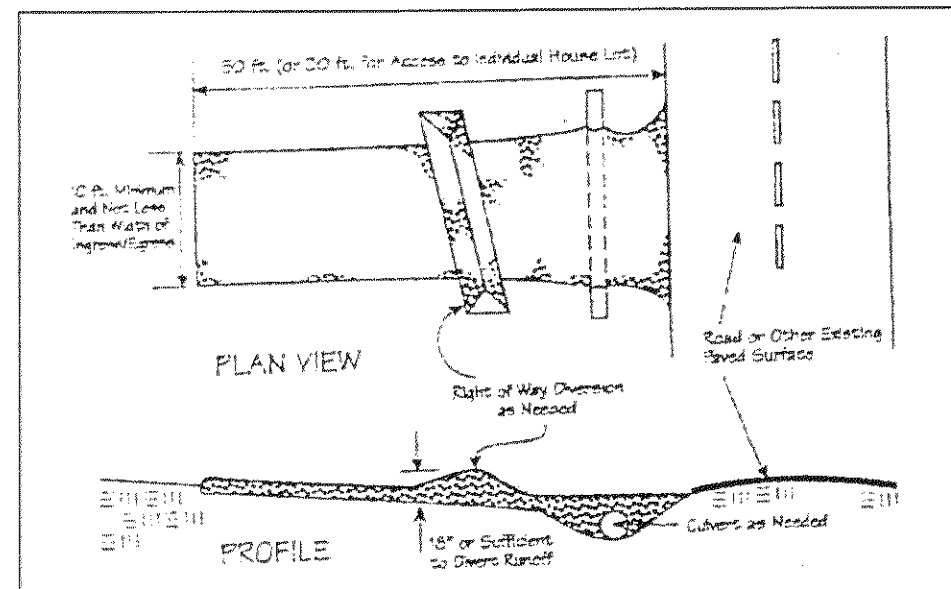 50 ft. (or ft. For Access to Individual House Lot)
10 ft. Minimum
and Not Less
Than Width of
Ingress/Egress
PLAN VIEW
Road or Other Existing
Paved Surface
Right of Way Diversion
as Needed
Culvert as Needed
18" or Sufficient
to Divert Runoff
PROFILE